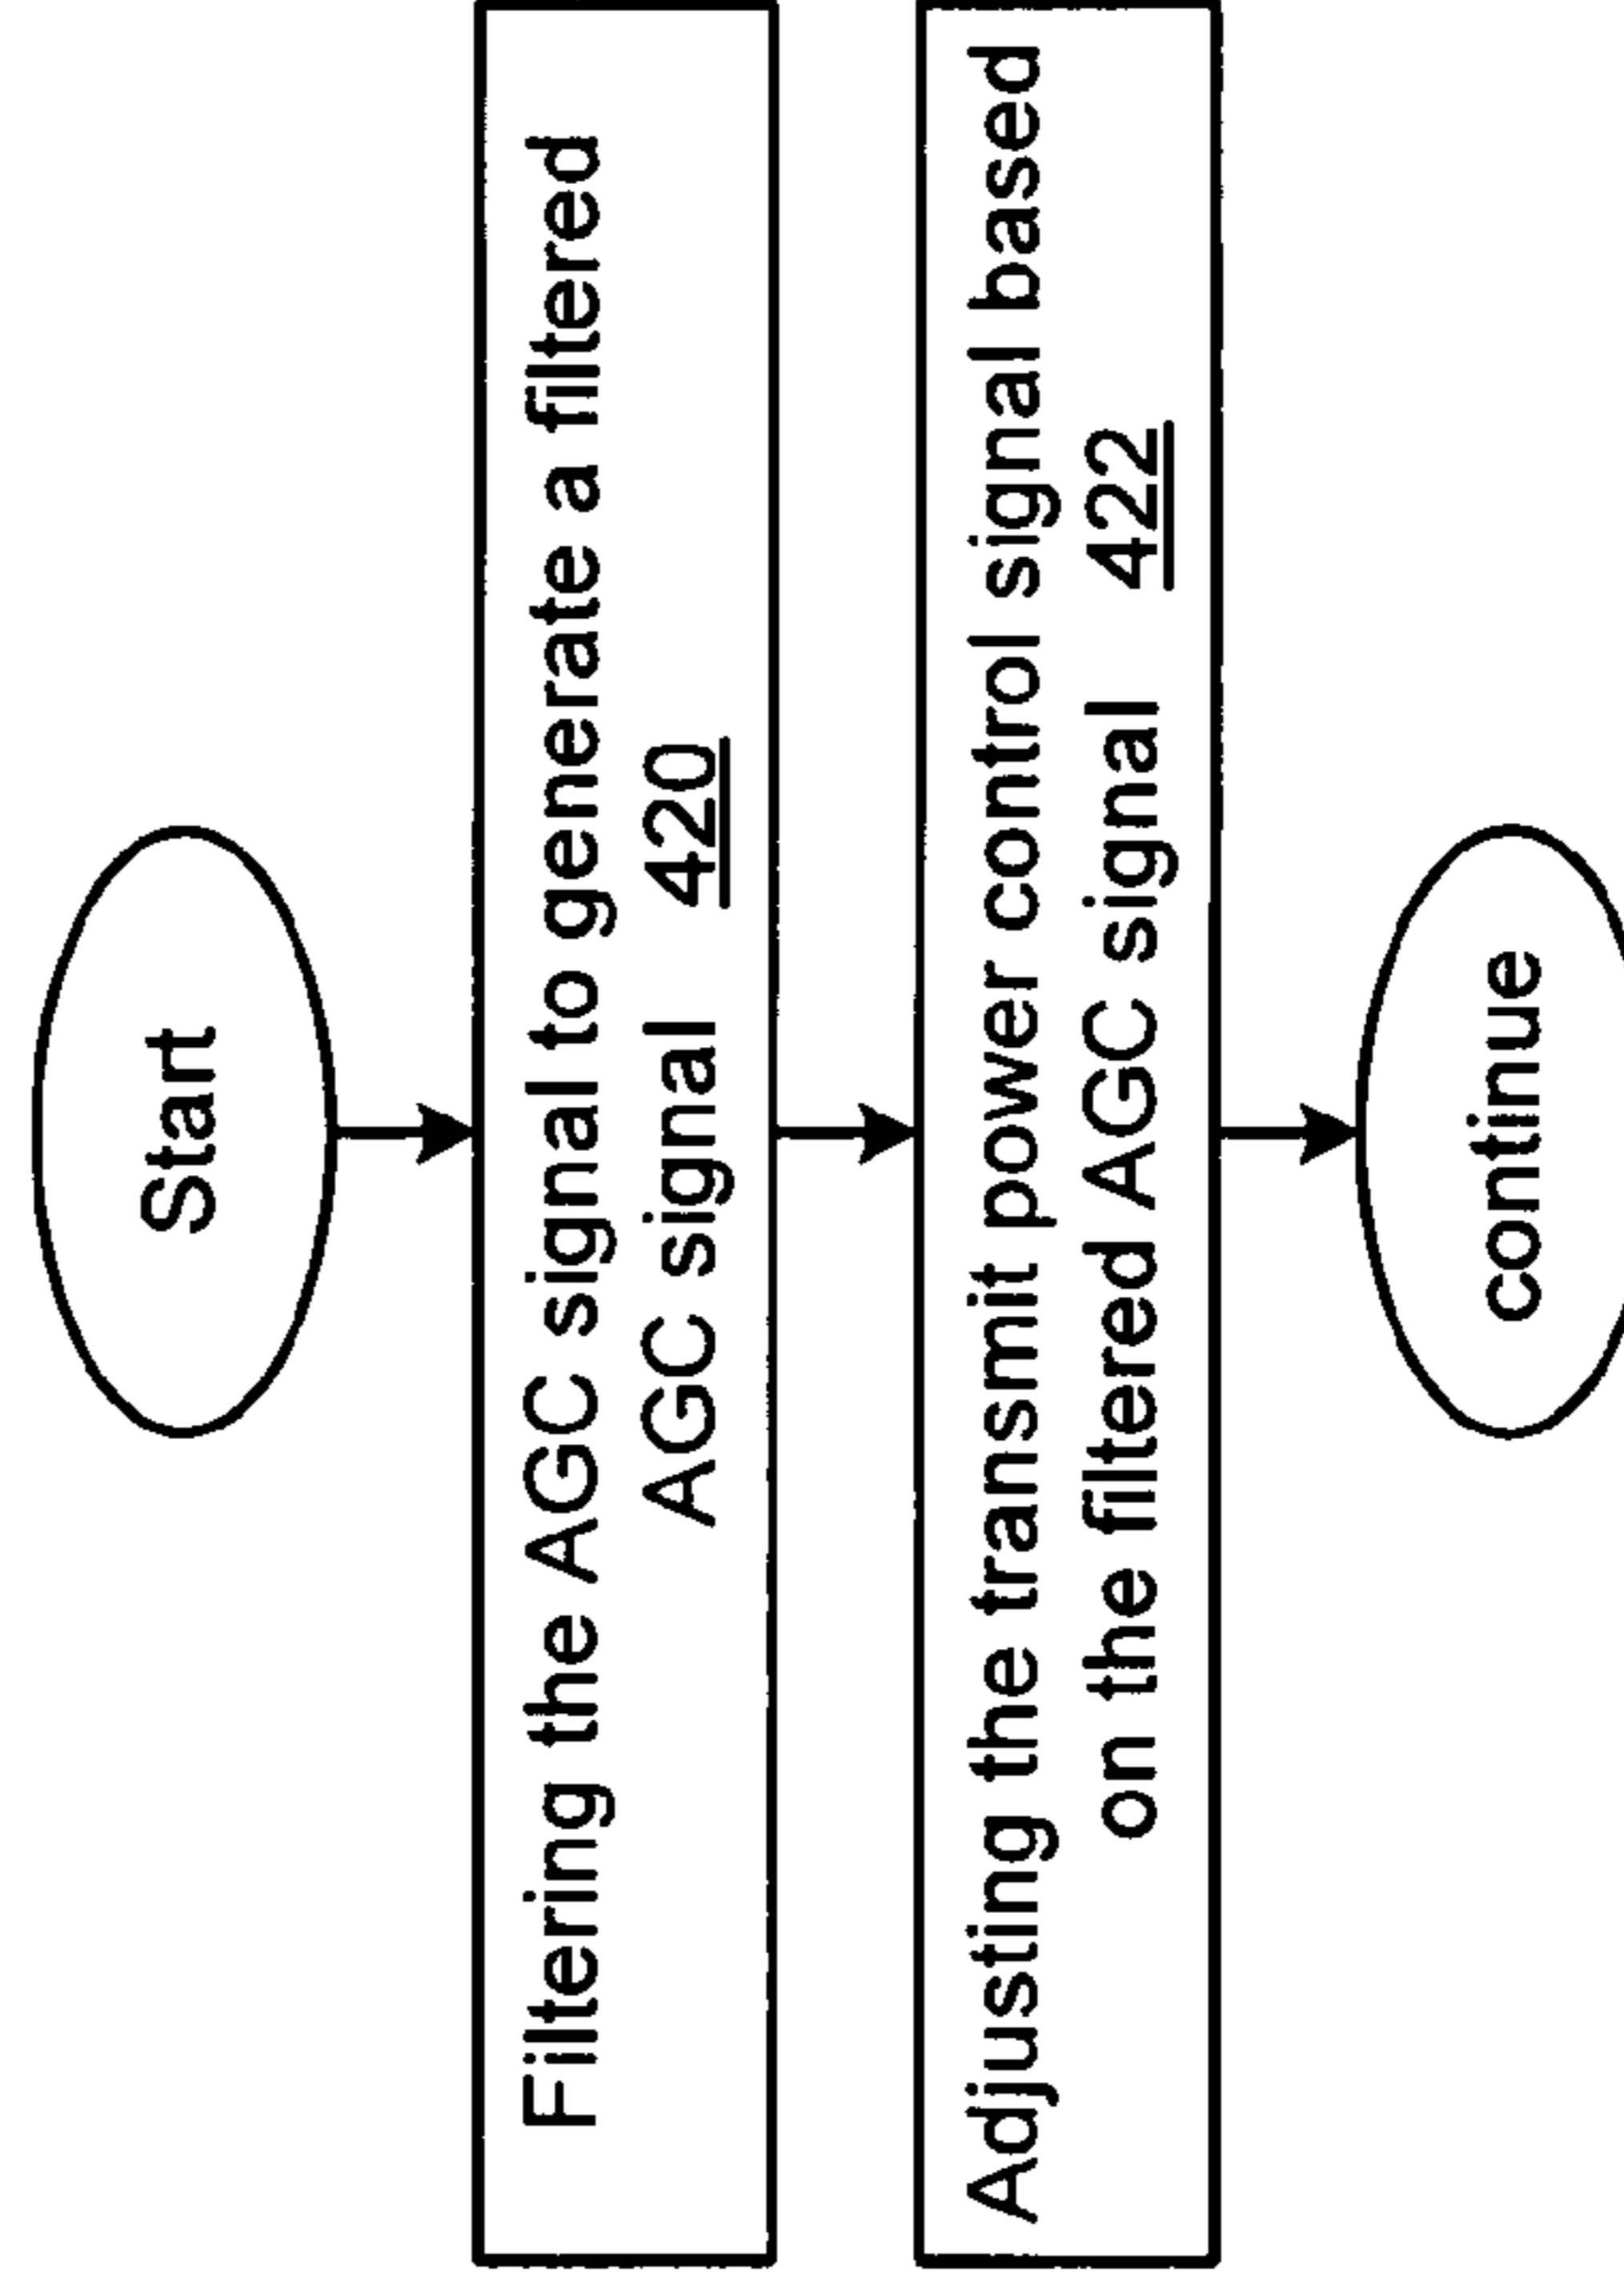 Start
Filtering the AGC signal to generate a filtered
AGC signal 420
Adjusting the transmit power control signal based
on the filtered AGC signal 422
continue